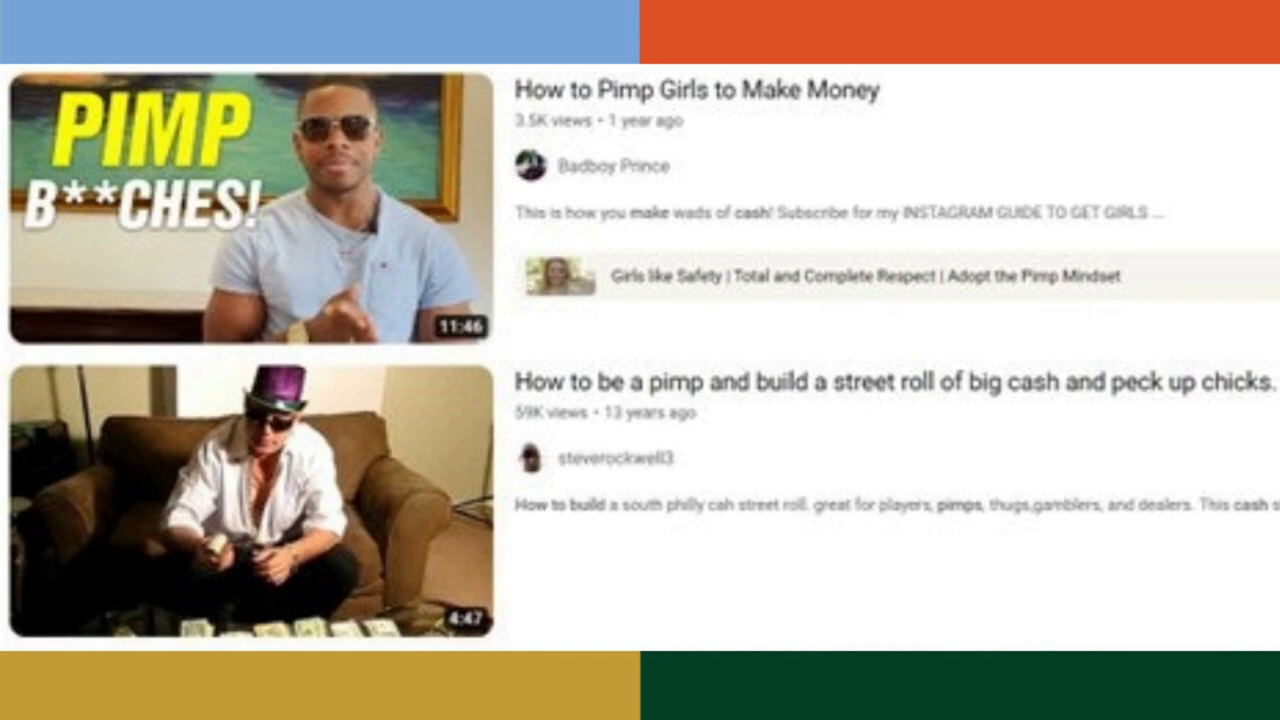 PIMP
B**CHES!
11:46
How to Pimp Girls to Make Money
3.5K views • 1 year ago
Badboy Prince
This is how you make wads of cash! Subscribe for my INSTAGRAM GUIDE TO GET GIRLS ...
Girls like Safety | Total and Complete Respect | Adopt the Pimp Mindset
4:47
How to be a pimp and build a street roll of big cash and peck up chicks.
59K views • 13 years ago
steverockwell3
How to build a south philly cah street roll. great for players, pimps, thugs,gamblers, and dealers. This cash s